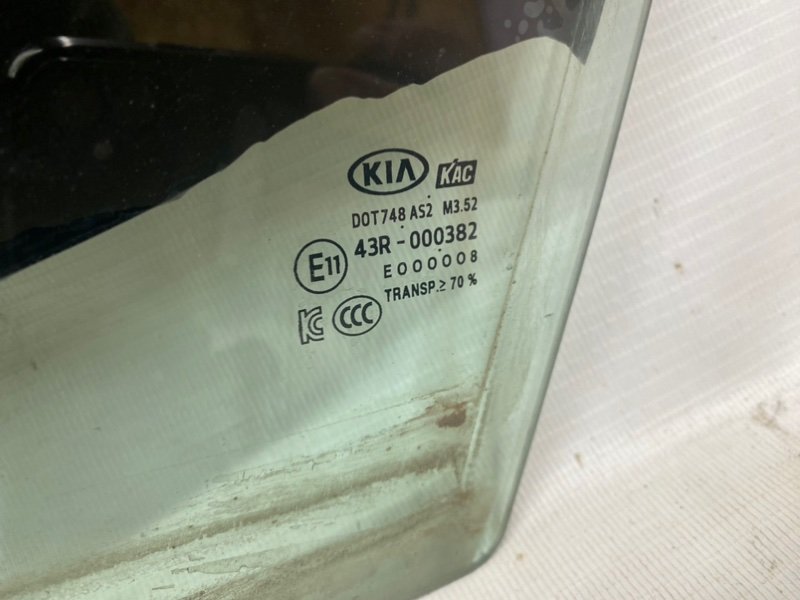 KIA KAC
DOT748 AS2 M3.52
E11 43R-000382
E000008
TRANSP.≥ 70 %
KC CCC